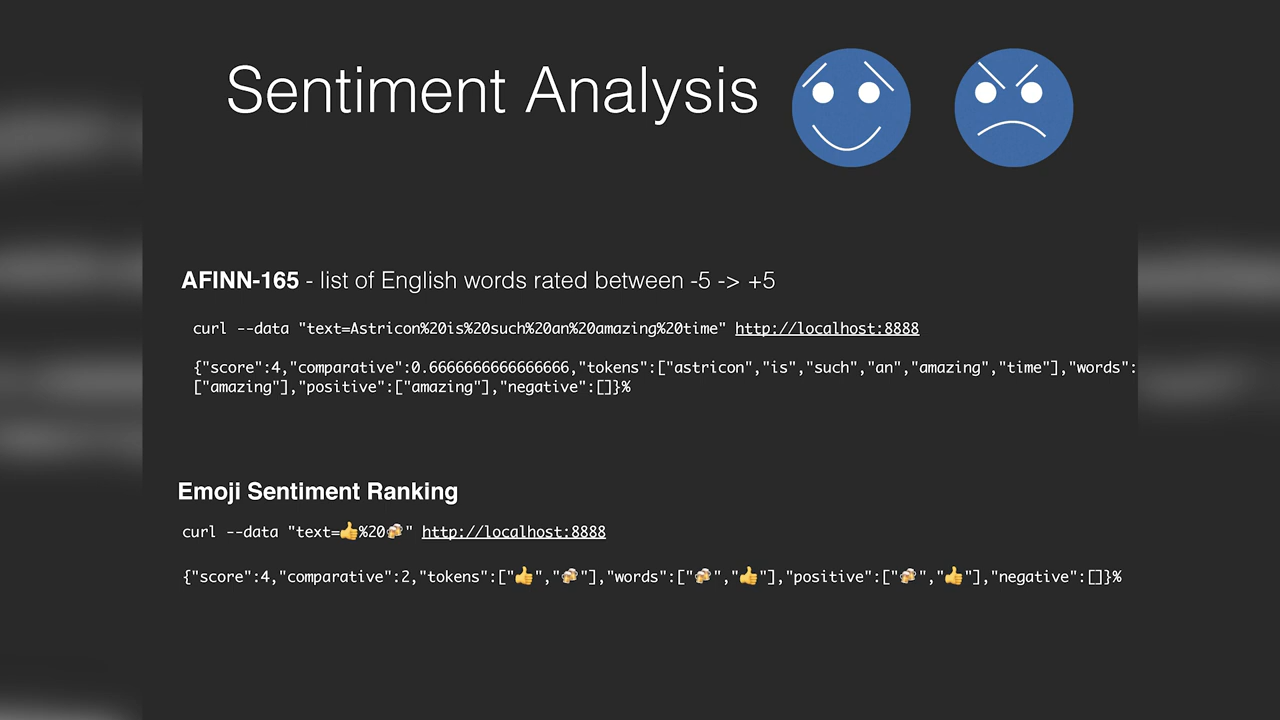 Sentiment Analysis
AFINN-165 - list of English words rated between -5 -> +5
curl --data "text=Astricon%20is%20such%20an%20amazing%20time" http://localhost:8888
{"score":4,"comparative":0.6666666666666666,"tokens":["astricon","is","such","an","amazing","time"],"words":
["amazing"],"positive":["amazing"],"negative":[]}%
Emoji Sentiment Ranking
curl --data "text=👍%20🍻" http://localhost:8888
{"score":4,"comparative":2,"tokens":["👍","🍻"],"words":["🍻","👍"],"positive":["🍻","👍"],"negative":[]}%